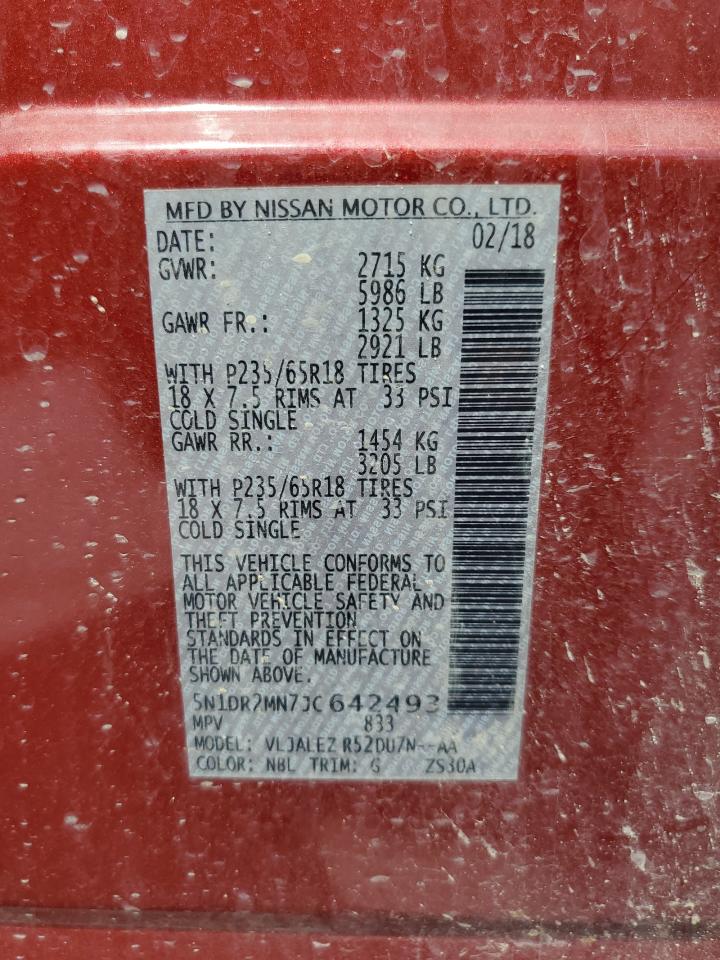 MFD BY NISSAN MOTOR CO., LTD.
DATE: 02/18
GVWR: 2715 KG
5986 LB
GAWR FR.: 1325 KG
2921 LB
WITH P235/65R18 TIRES
18 X 7.5 RIMS AT 33 PSI
COLD SINGLE
GAWR RR.: 1454 KG
3205 LB
WITH P235/65R18 TIRES
18 X 7.5 RIMS AT 33 PSI
COLD SINGLE
THIS VEHICLE CONFORMS TO
ALL APPLICABLE FEDERAL
MOTOR VEHICLE SAFETY AND
THEFT PREVENTION
STANDARDS IN EFFECT ON
THE DATE OF MANUFACTURE
SHOWN ABOVE.
5N1DR2MN7JC642493
MPV 833
MODEL: VLJALEZ R52DU7N--AA
COLOR: NBL TRIM: G ZS30A